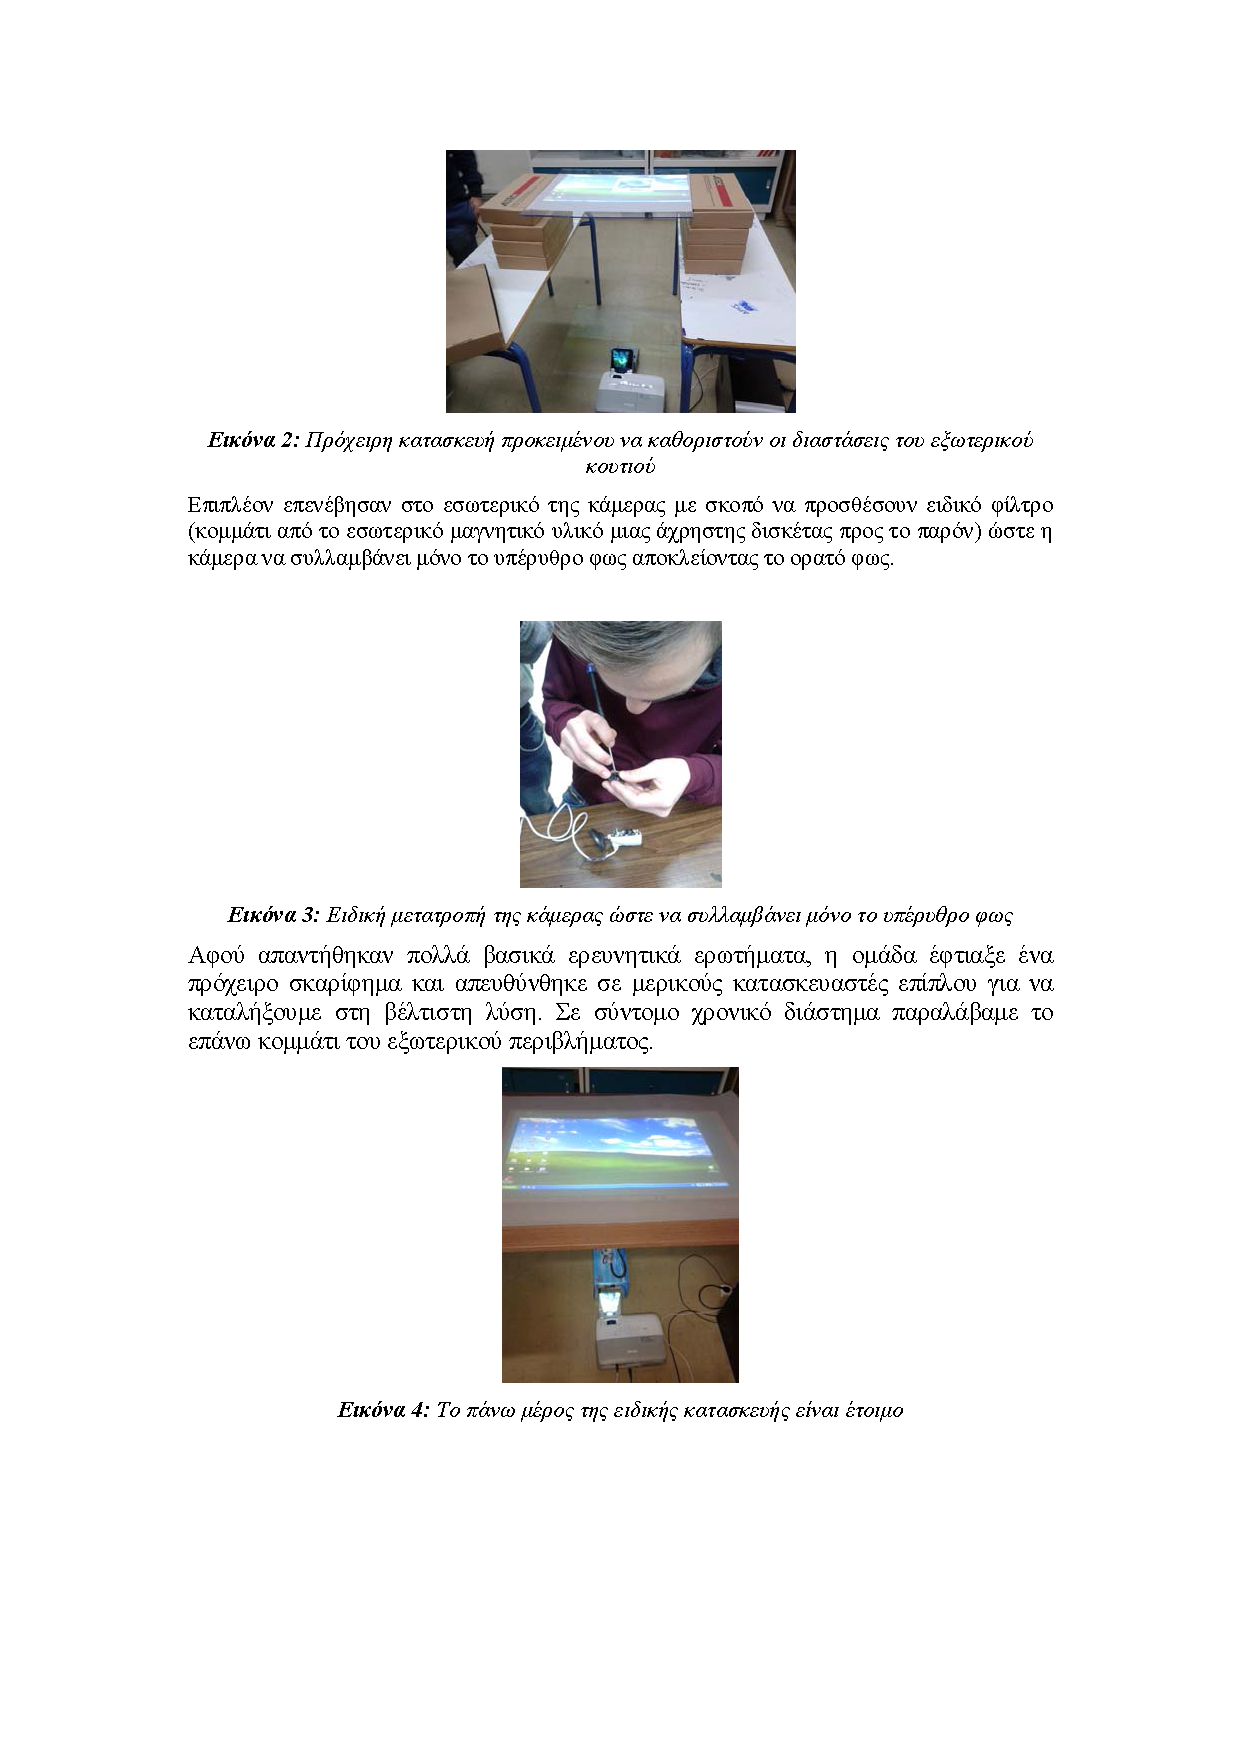 Εικόνα 2: Πρόχειρη κατασκευή προκειμένου να καθοριστούν οι διαστάσεις του εξωτερικού
κουτιού
Επιπλέον επενέβησαν στο εσωτερικό της κάμερας με σκοπό να προσθέσουν ειδικό φίλτρο
(κομμάτι από το εσωτερικό μαγνητικό υλικό μιας άχρηστης δισκέτας προς το παρόν) ώστε η
κάμερα να συλλαμβάνει μόνο το υπέρυθρο φως αποκλείοντας το ορατό φως.
Εικόνα 3: Ειδική μετατροπή της κάμερας ώστε να συλλαμβάνει μόνο το υπέρυθρο φως
Αφού απαντήθηκαν πολλά βασικά ερευνητικά ερωτήματα, η ομάδα έφτιαξε ένα
πρόχειρο σκαρίφημα και απευθύνθηκε σε μερικούς κατασκευαστές επίπλου για να
καταλήξουμε στη βέλτιστη λύση. Σε σύντομο χρονικό διάστημα παραλάβαμε το
επάνω κομμάτι του εξωτερικού περιβλήματος.
Εικόνα 4: Το πάνω μέρος της ειδικής κατασκευής είναι έτοιμο